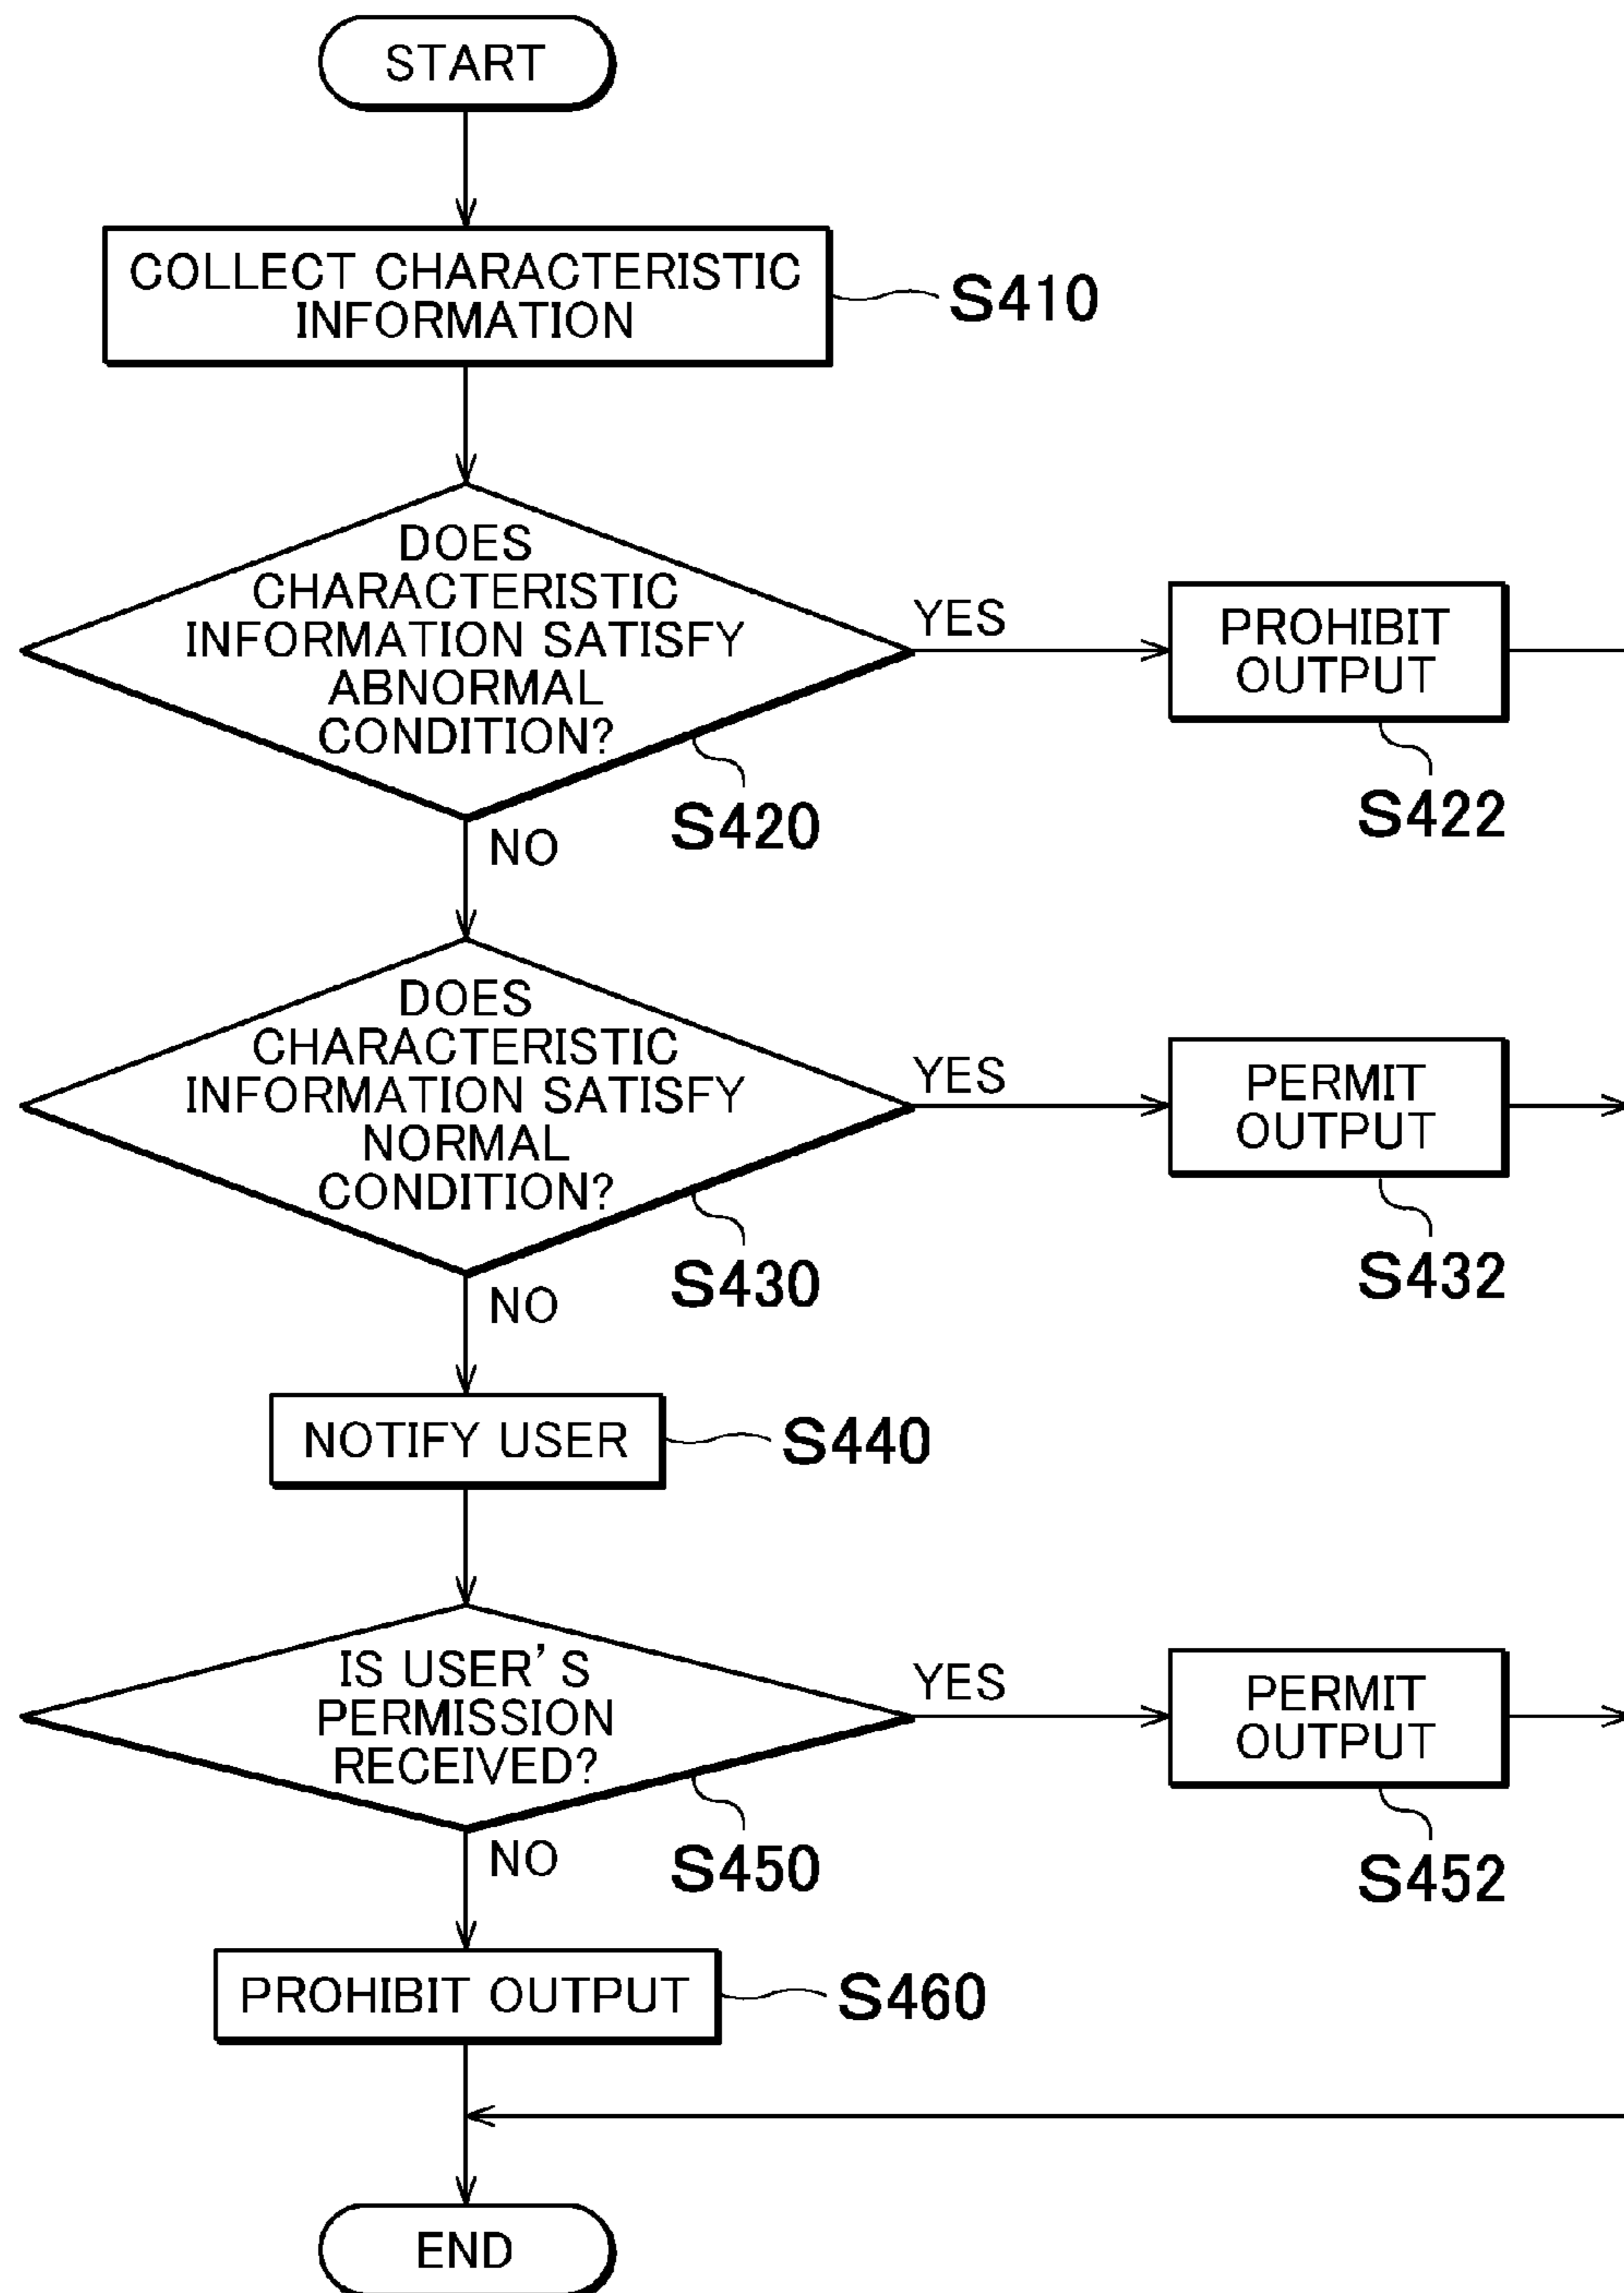 START
COLLECT CHARACTERISTIC
INFORMATION
S410
DOES
CHARACTERISTIC
INFORMATION SATISFY
ABNORMAL
CONDITION?
S420
YES
PROHIBIT
OUTPUT
S422
NO
DOES
CHARACTERISTIC
INFORMATION SATISFY
NORMAL
CONDITION?
S430
YES
PERMIT
OUTPUT
S432
NO
NOTIFY USER
S440
IS USER'S
PERMISSION
RECEIVED?
S450
YES
PERMIT
OUTPUT
S452
NO
PROHIBIT OUTPUT
S460
END